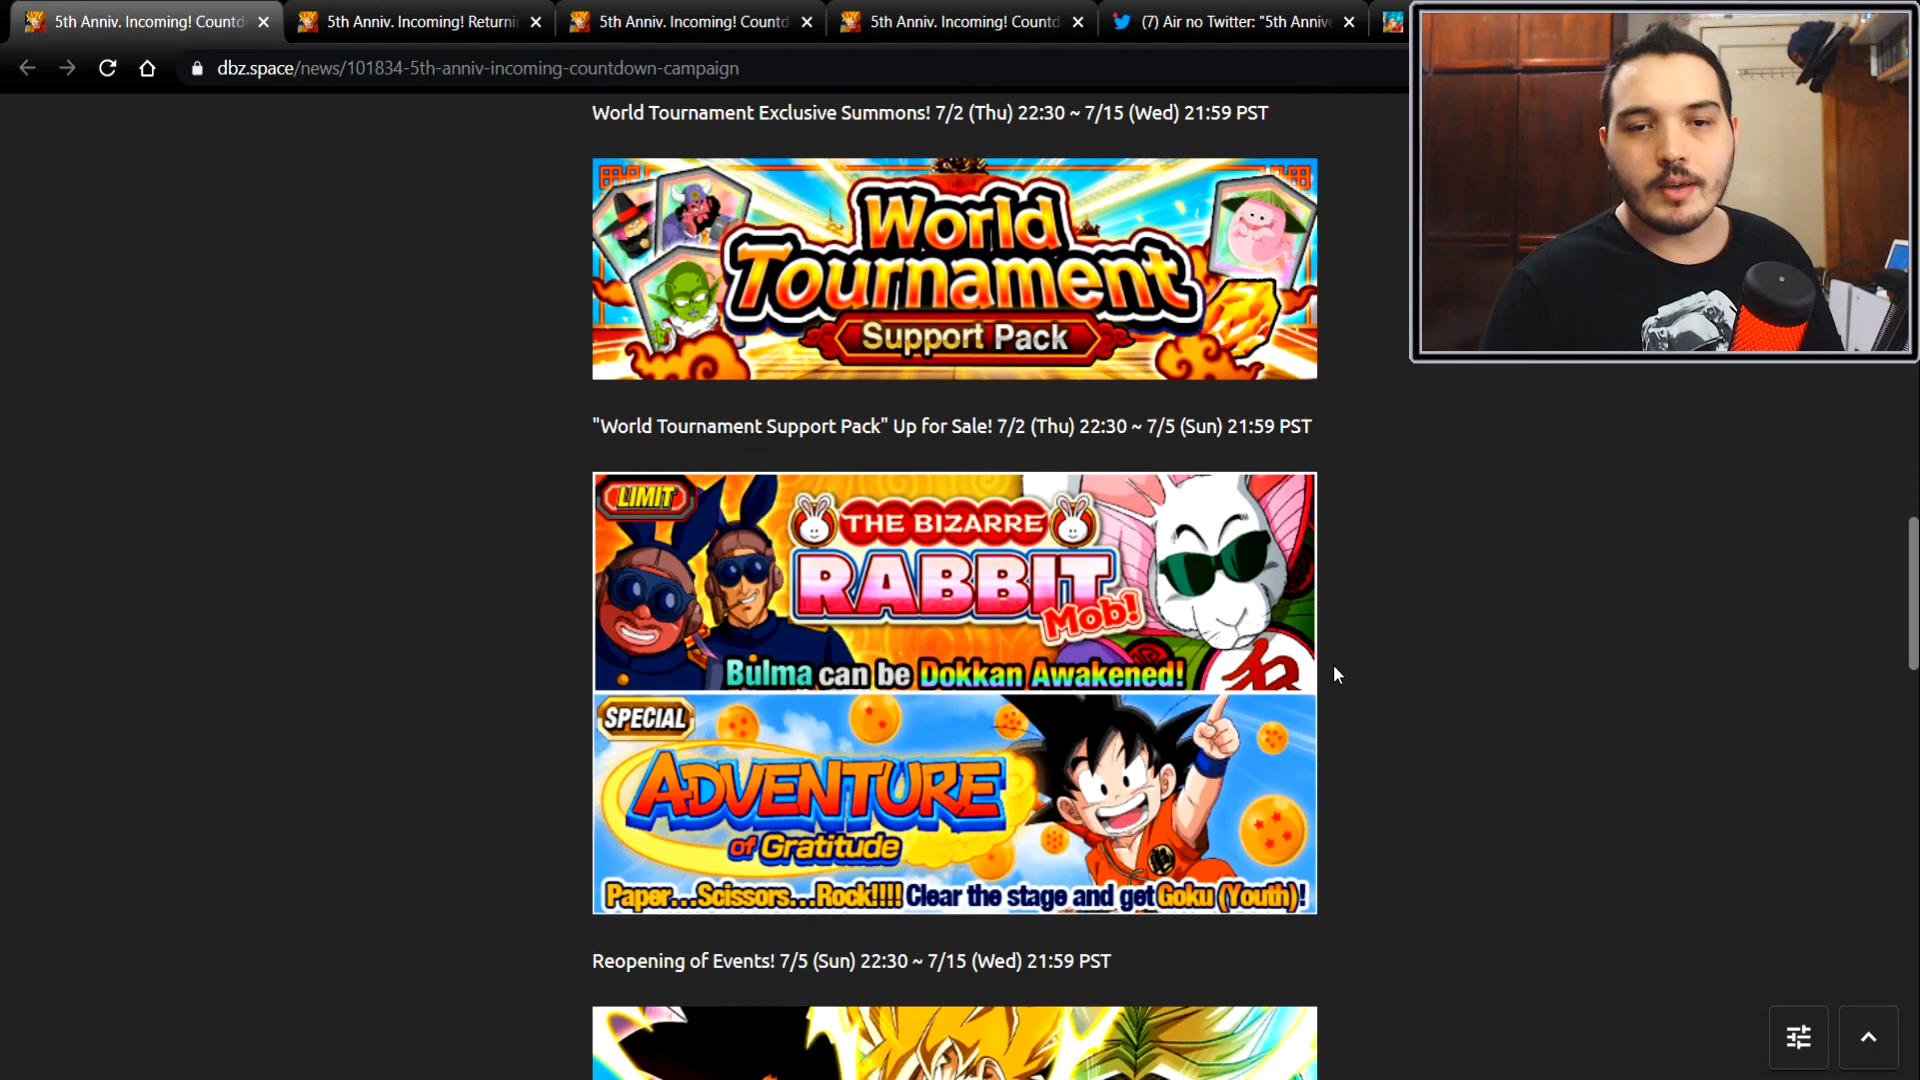 5th Anniv. Incoming! Countd
5th Anniv. Incoming! Returni
5th Anniv. Incoming! Countd
5th Anniv. Incoming! Countd
(7) Air no Twitter: "5th Annive
dbz.space/news/101834-5th-anniv-incoming-countdown-campaign
World Tournament Exclusive Summons! 7/2 (Thu) 22:30 ~ 7/15 (Wed) 21:59 PST
World
Tournament
Support Pack
"World Tournament Support Pack" Up for Sale! 7/2 (Thu) 22:30 ~ 7/5 (Sun) 21:59 PST
LIMIT
THE BIZARRE
RABBIT
Mob!
Bulma can be Dokkan Awakened!
SPECIAL
ADVENTURE
of Gratitude
Paper...Scissors...Rock!!!! Clear the stage and get Goku (Youth)!
Reopening of Events! 7/5 (Sun) 22:30 ~ 7/15 (Wed) 21:59 PST